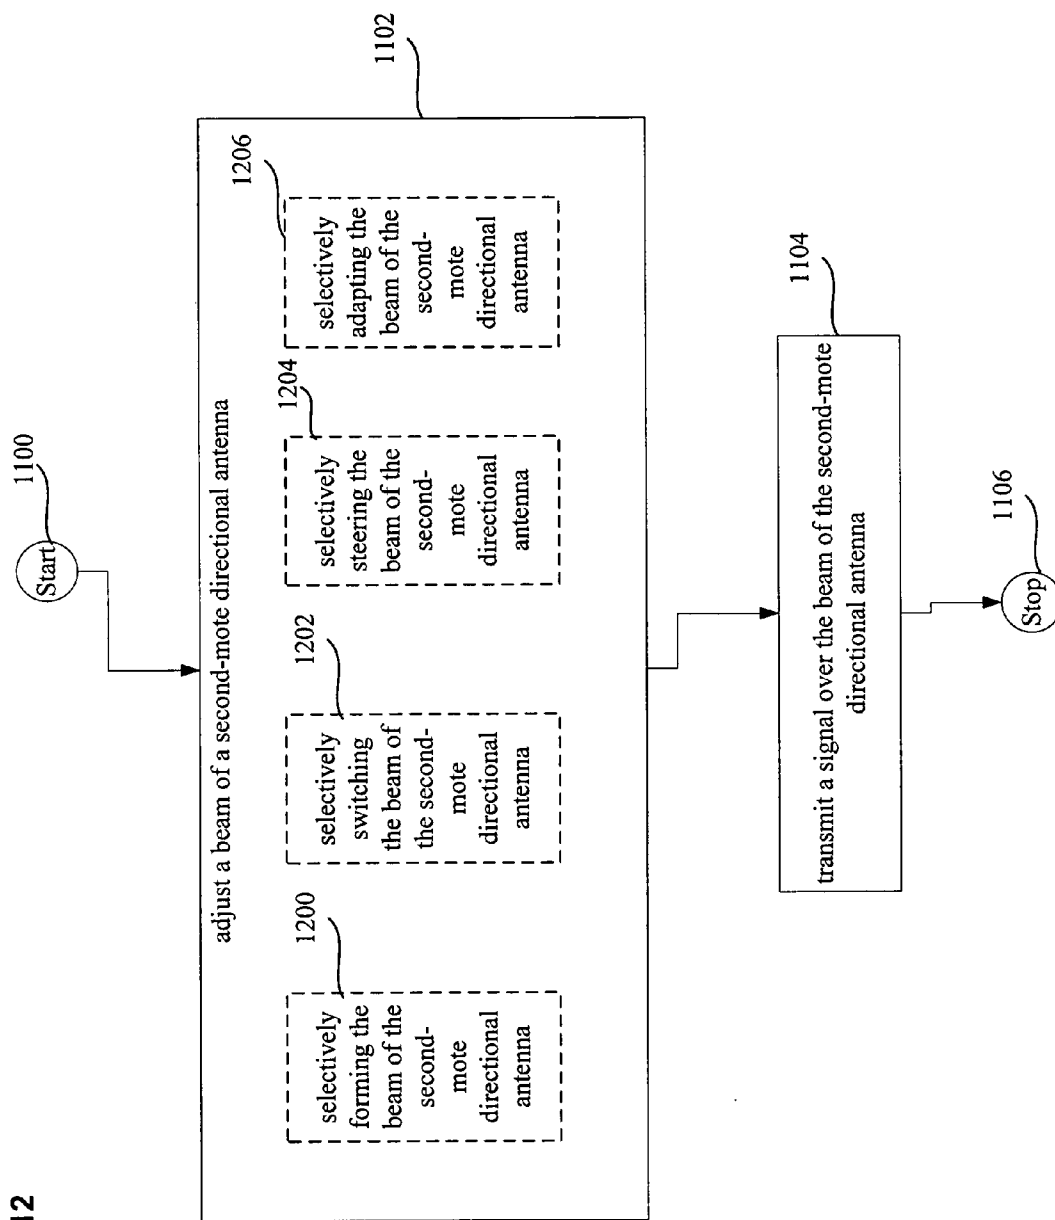 12
Start
1100
1102
adjust a beam of a second-mote directional antenna
1200
selectively
forming the
beam of the
second-
mote
directional
antenna
1202
selectively
switching
the beam of
the second-
mote
directional
antenna
1204
selectively
steering the
beam of the
second-
mote
directional
antenna
1206
selectively
adapting the
beam of the
second-
mote
directional
antenna
1104
transmit a signal over the beam of the second-mote
directional antenna
1106
Stop